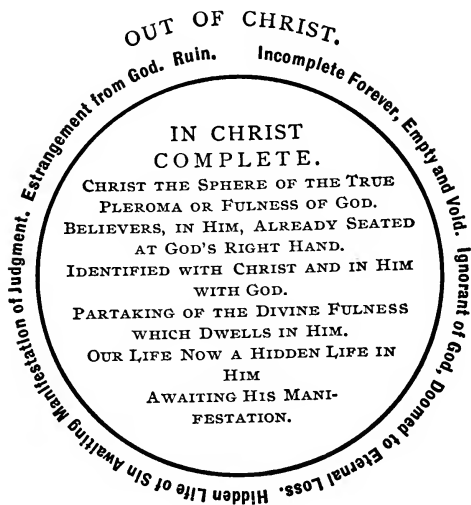 OUT OF CHRIST.
Incomplete Forever, Empty and Void. Ignorant of God, Doomed to Eternal Loss. Hidden Life of Sin Awaiting Manifestation of Judgment. Estrangement from God. Ruin.
IN CHRIST
COMPLETE.
CHRIST THE SPHERE OF THE TRUE
PLEROMA OR FULNESS OF GOD.
BELIEVERS, IN HIM, ALREADY SEATED
AT GOD'S RIGHT HAND.
IDENTIFIED WITH CHRIST AND IN HIM
WITH GOD.
PARTAKING OF THE DIVINE FULNESS
WHICH DWELLS IN HIM.
OUR LIFE NOW A HIDDEN LIFE IN
HIM
AWAITING HIS MANI-
FESTATION.